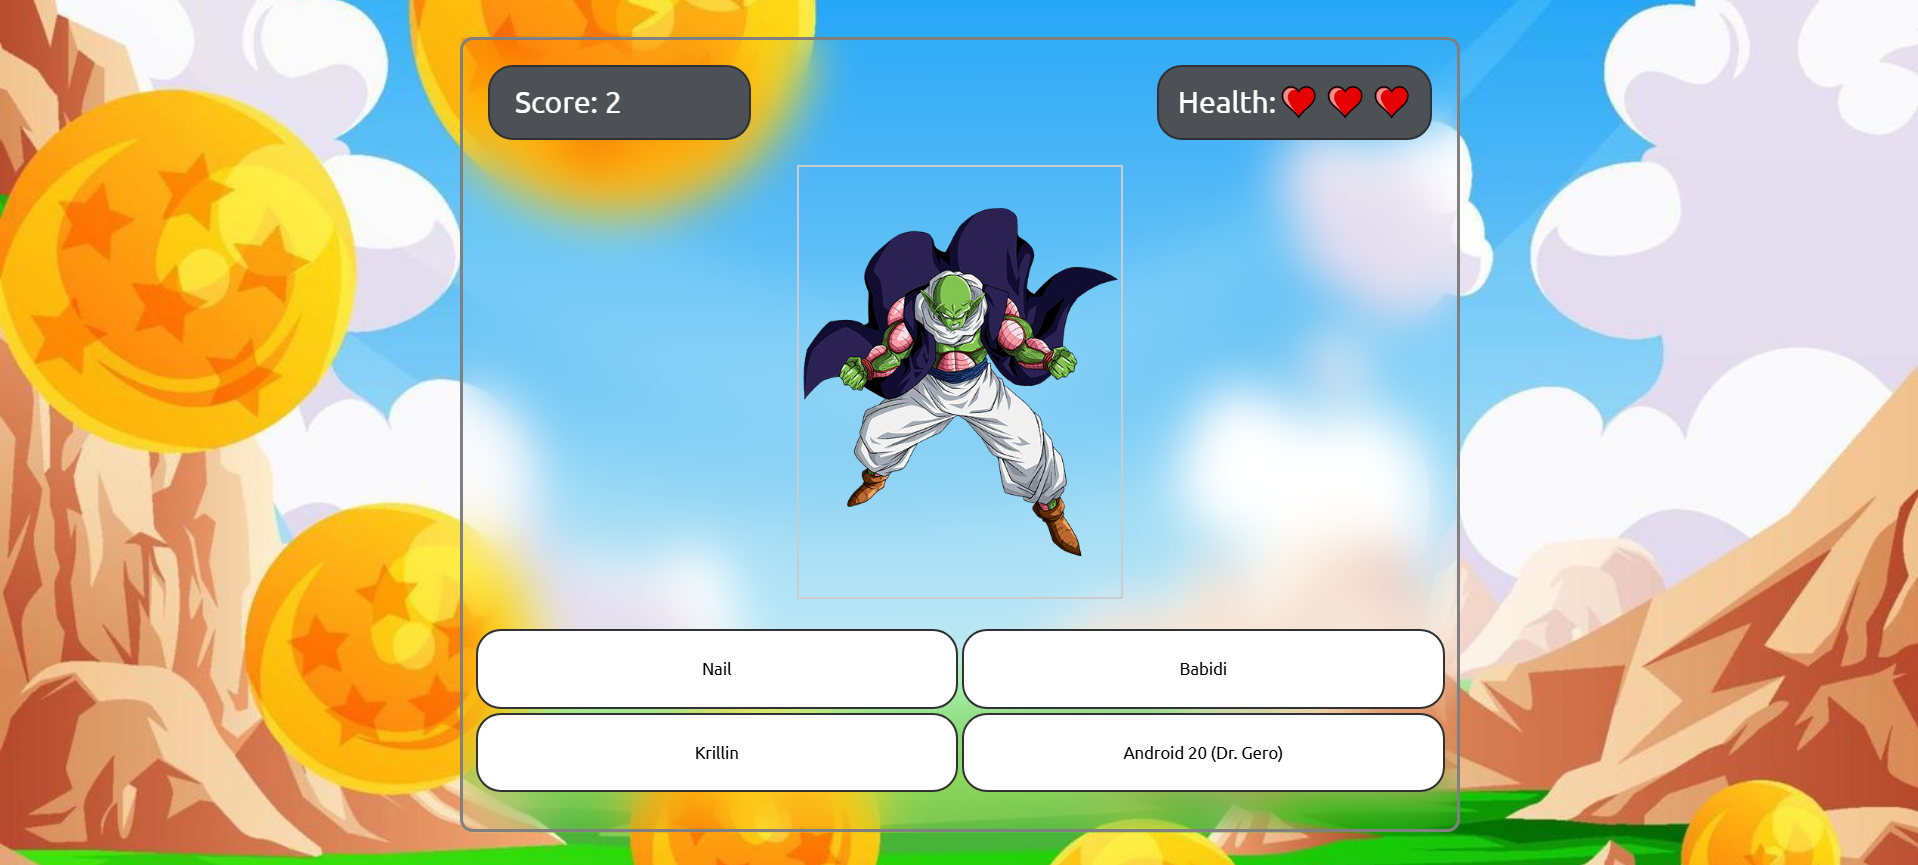 Score: 2
Health:
Nail
Babidi
Krillin
Android 20 (Dr. Gero)